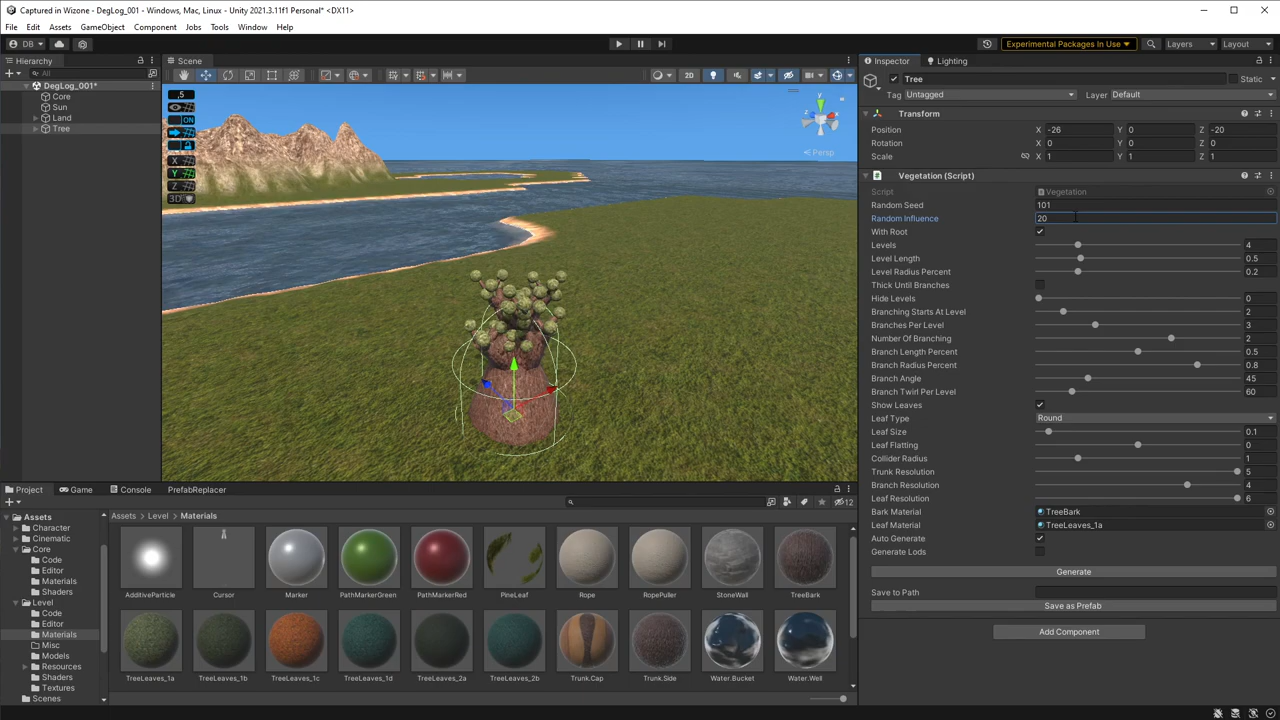 Captured in Wizone - DegLog_001 - Windows, Mac, Linux - Unity 2021.3.11f1 Personal* <DX11>
File Edit Assets GameObject Component Jobs Tools Window Help
DB
Experimental Packages In Use
Layers
Layout
Hierarchy
Scene
Inspector
Lighting
All
2D
DegLog_001*
Core
Sun
Land
Tree
,5
ON
X
Y
Z
3D
y
Persp
Tree
Static
Tag Untagged
Layer Default
Transform
Position X -26 Y 0 Z -20
Rotation X 0 Y 0 Z 0
Scale X 1 Y 1 Z 1
Vegetation (Script)
Script Vegetation
Random Seed 101
Random Influence 20
With Root
Levels 4
Level Length 0.5
Level Radius Percent 0.2
Thick Until Branches
Hide Levels 0
Branching Starts At Level 2
Branches Per Level 3
Number Of Branching 2
Branch Length Percent 0.5
Branch Radius Percent 0.8
Branch Angle 45
Branch Twirl Per Level 60
Show Leaves
Leaf Type Round
Leaf Size 0.1
Leaf Flatting 0
Collider Radius 1
Trunk Resolution 5
Branch Resolution 4
Leaf Resolution 6
Bark Material TreeBark
Leaf Material TreeLeaves_1a
Auto Generate
Generate Lods
Generate
Save to Path
Save as Prefab
Add Component
Project
Game
Console
PrefabReplacer
12
Assets
Character
Cinematic
Core
Code
Editor
Materials
Shaders
Level
Code
Editor
Materials
Misc
Models
Resources
Shaders
Textures
Scenes
Assets Level Materials
AdditiveParticle
Cursor
Marker
PathMarkerGreen
PathMarkerRed
PineLeaf
Rope
RopePuller
StoneWall
TreeBark
TreeLeaves_1a
TreeLeaves_1b
TreeLeaves_1c
TreeLeaves_1d
TreeLeaves_2a
TreeLeaves_2b
Trunk.Cap
Trunk.Side
Water.Bucket
Water.Well